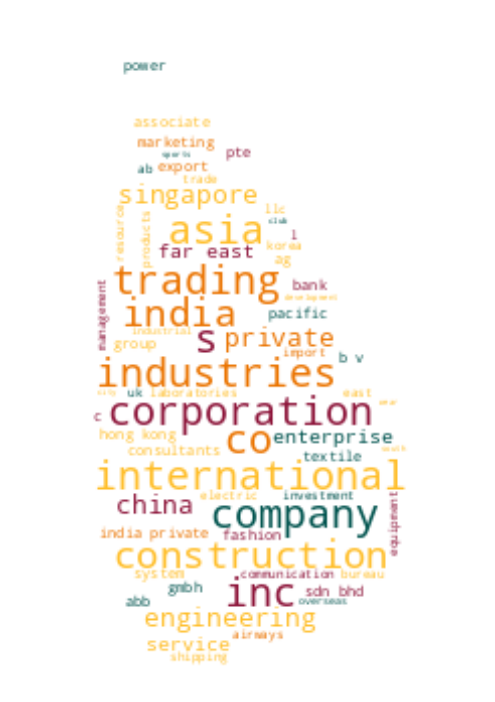 power
associate
marketing
sports
pte
ab export
trade
singapore
resource
products
llc
asia
club
l
far east
korea
ag
trading
management
bank
development
india
pacific
industrial
s private
group
import
b v
industries
uk laboratories
east
c corporation
hong kong
co enterprise
consultants
south
textile
international
electric
investment
china
company
equipment
india private
fashion
construction
system
communication
bureau
gmbh
inc
sdn bhd
abb
overseas
engineering
airways
service
shipping